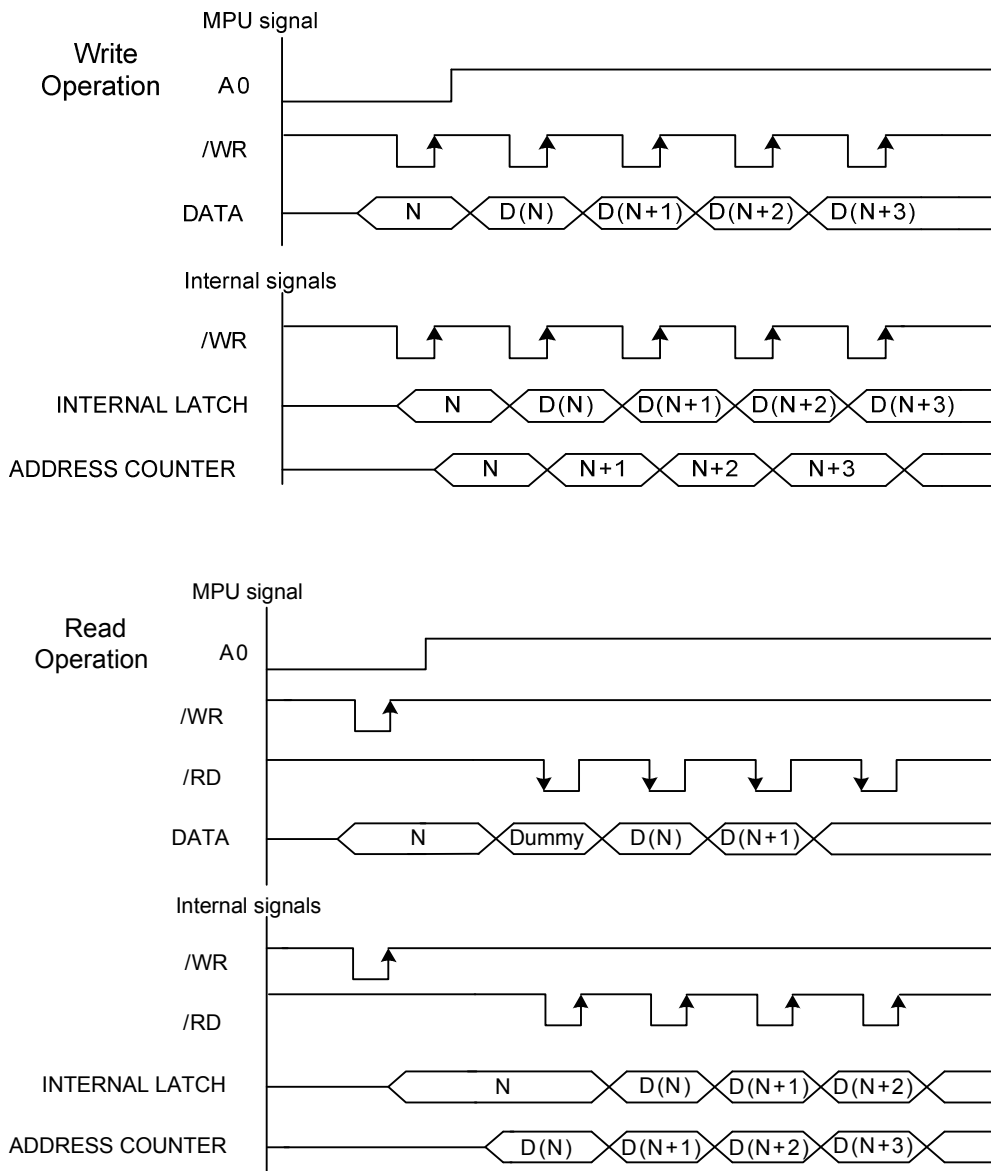 MPU signal
Write
Operation
A0
/WR
DATA N D(N) D(N+1) D(N+2) D(N+3)
Internal signals
/WR
INTERNAL LATCH N D(N) D(N+1) D(N+2) D(N+3)
ADDRESS COUNTER N N+1 N+2 N+3
MPU signal
Read
Operation
A0
/WR
/RD
DATA N Dummy D(N) D(N+1)
Internal signals
/WR
/RD
INTERNAL LATCH N D(N) D(N+1) D(N+2)
ADDRESS COUNTER D(N) D(N+1) D(N+2) D(N+3)